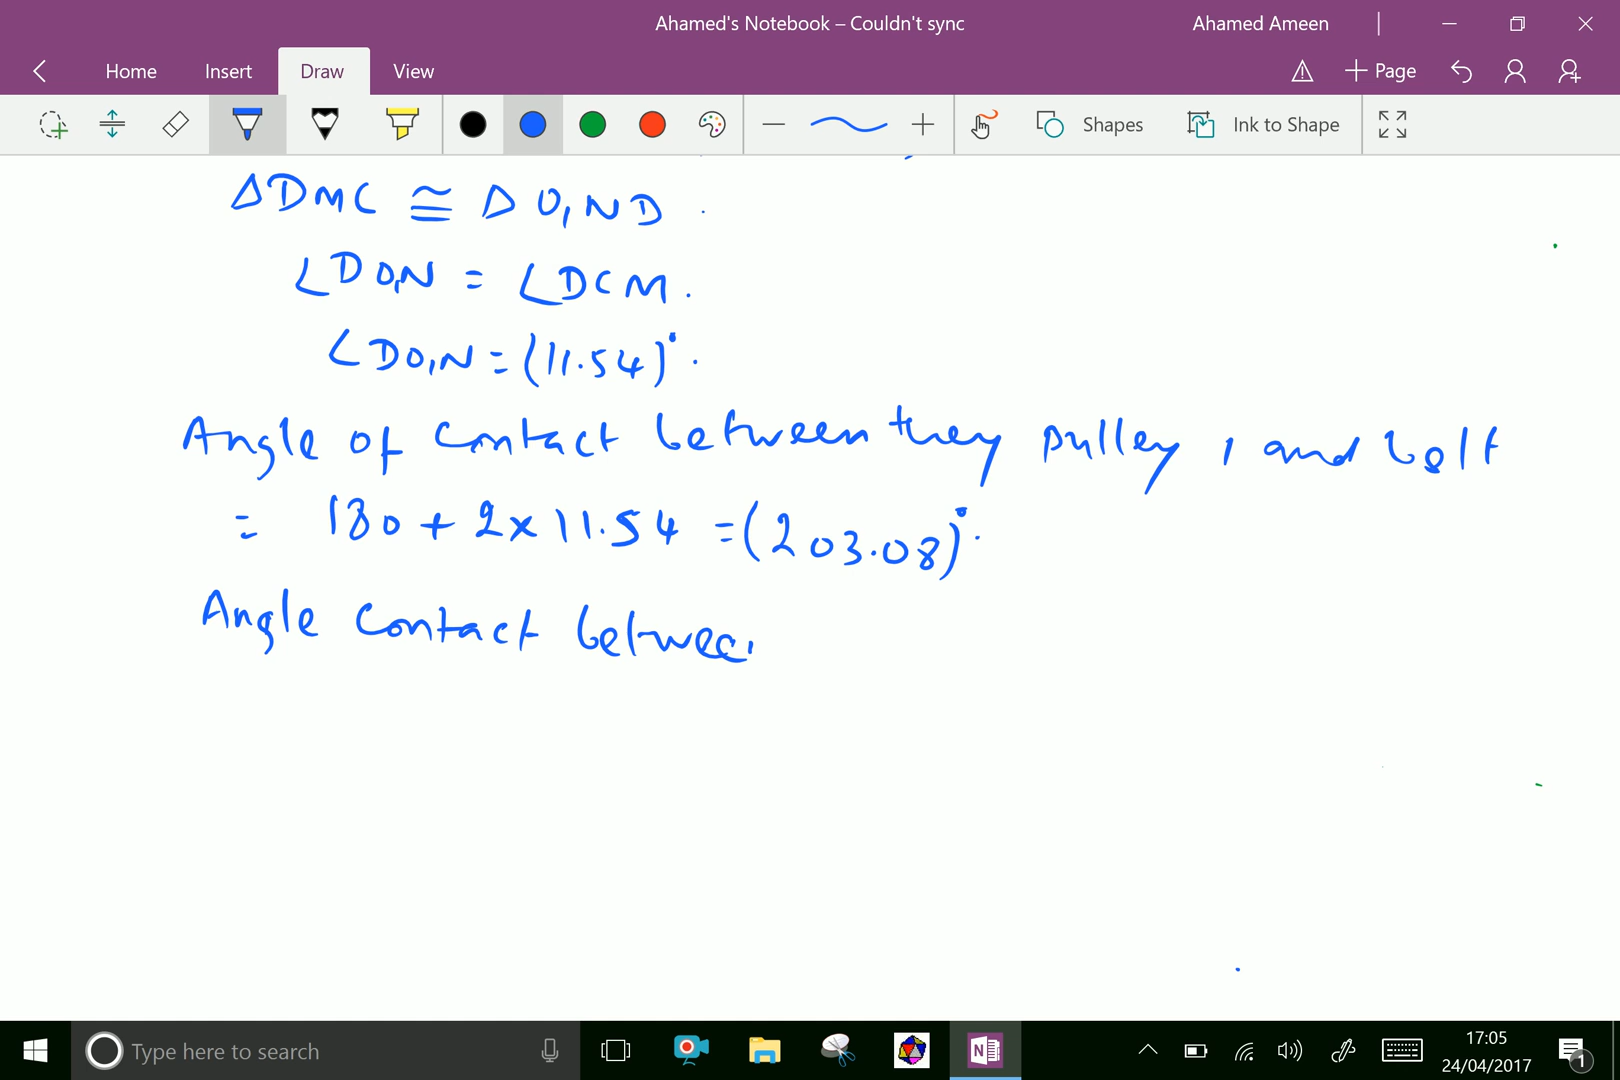 Ahamed's Notebook – Couldn't sync
Ahamed Ameen
Home Insert Draw View
Page
Shapes Ink to Shape
ΔDMC ≅ ΔO₁ND.
∠DO₁N = ∠DCM.
∠DO₁N = (11.54)°.
Angle of contact between they pulley 1 and belt
= 180 + 2 x 11.54 = (203.08)°.
Angle contact betwee
Type here to search
17:05
24/04/2017
1